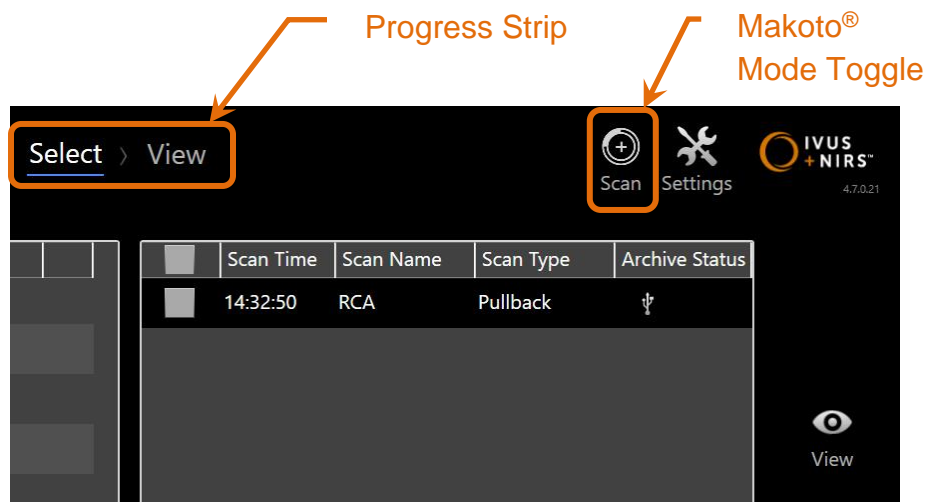 Progress Strip
Makoto®
Mode Toggle
Select > View
Scan
Settings
IVUS
+NIRS™
4.7.0.21
Scan Time Scan Name Scan Type Archive Status
14:32:50 RCA Pullback
View